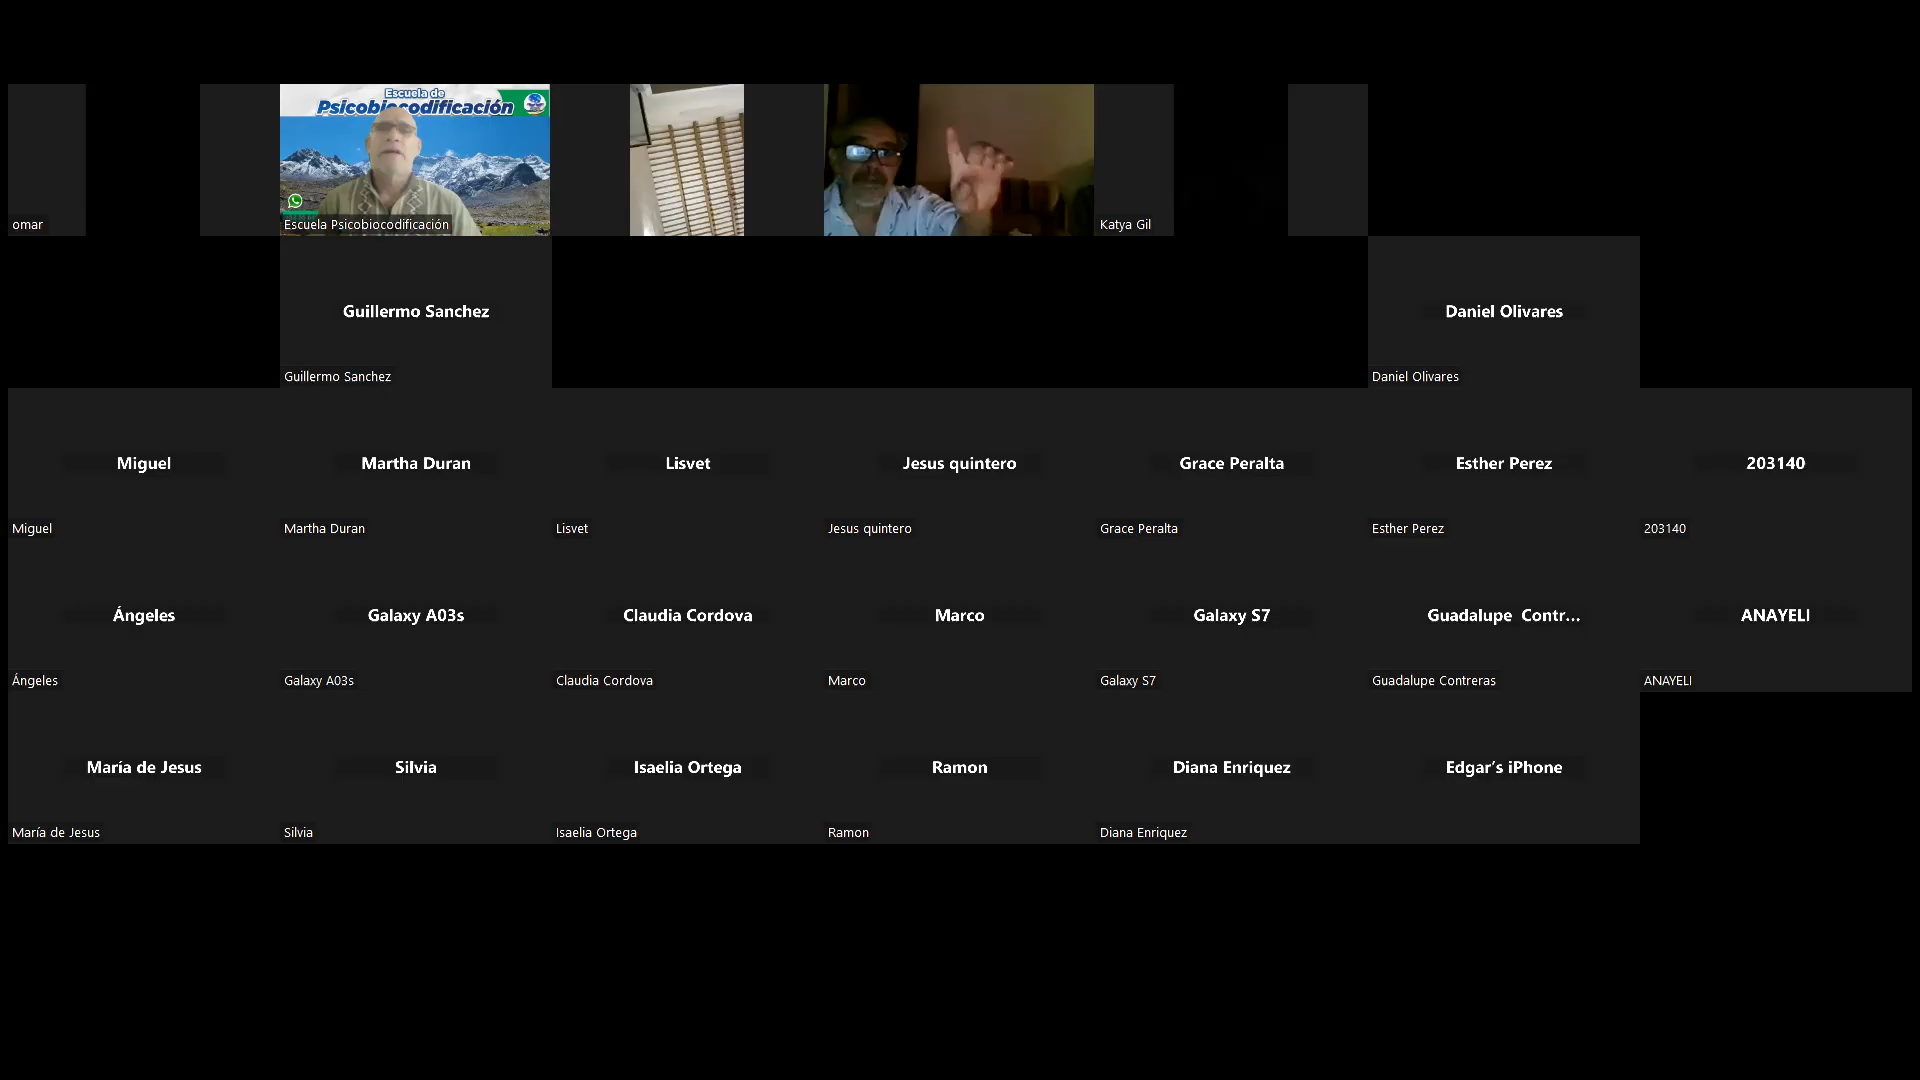 Escuela de
Psicobiocodificación
omar
Escuela Psicobiocodificación
Katya Gil
Guillermo Sanchez
Guillermo Sanchez
Daniel Olivares
Daniel Olivares
Miguel
Martha Duran
Lisvet
Jesus quintero
Grace Peralta
Esther Perez
203140
Miguel
Martha Duran
Lisvet
Jesus quintero
Grace Peralta
Esther Perez
203140
Ángeles
Galaxy A03s
Claudia Cordova
Marco
Galaxy S7
Guadalupe Contr...
ANAYELI
Ángeles
Galaxy A03s
Claudia Cordova
Marco
Galaxy S7
Guadalupe Contreras
ANAYELI
María de Jesus
Silvia
Isaelia Ortega
Ramon
Diana Enriquez
Edgar’s iPhone
María de Jesus
Silvia
Isaelia Ortega
Ramon
Diana Enriquez